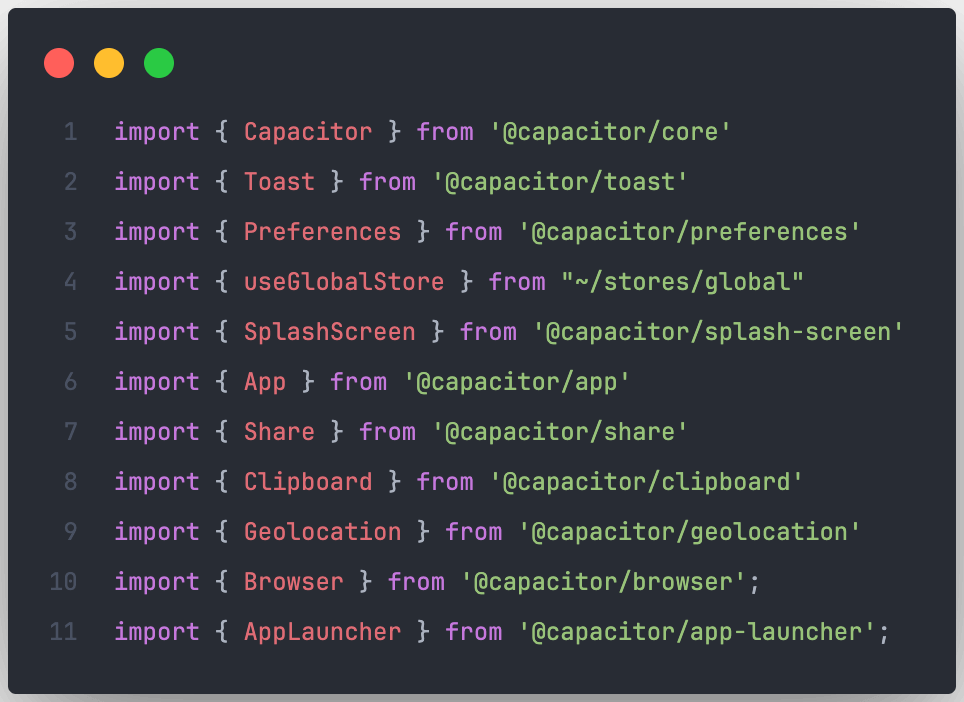 1 import { Capacitor } from '@capacitor/core'
2 import { Toast } from '@capacitor/toast'
3 import { Preferences } from '@capacitor/preferences'
4 import { useGlobalStore } from "~/stores/global"
5 import { SplashScreen } from '@capacitor/splash-screen'
6 import { App } from '@capacitor/app'
7 import { Share } from '@capacitor/share'
8 import { Clipboard } from '@capacitor/clipboard'
9 import { Geolocation } from '@capacitor/geolocation'
10 import { Browser } from '@capacitor/browser';
11 import { AppLauncher } from '@capacitor/app-launcher';